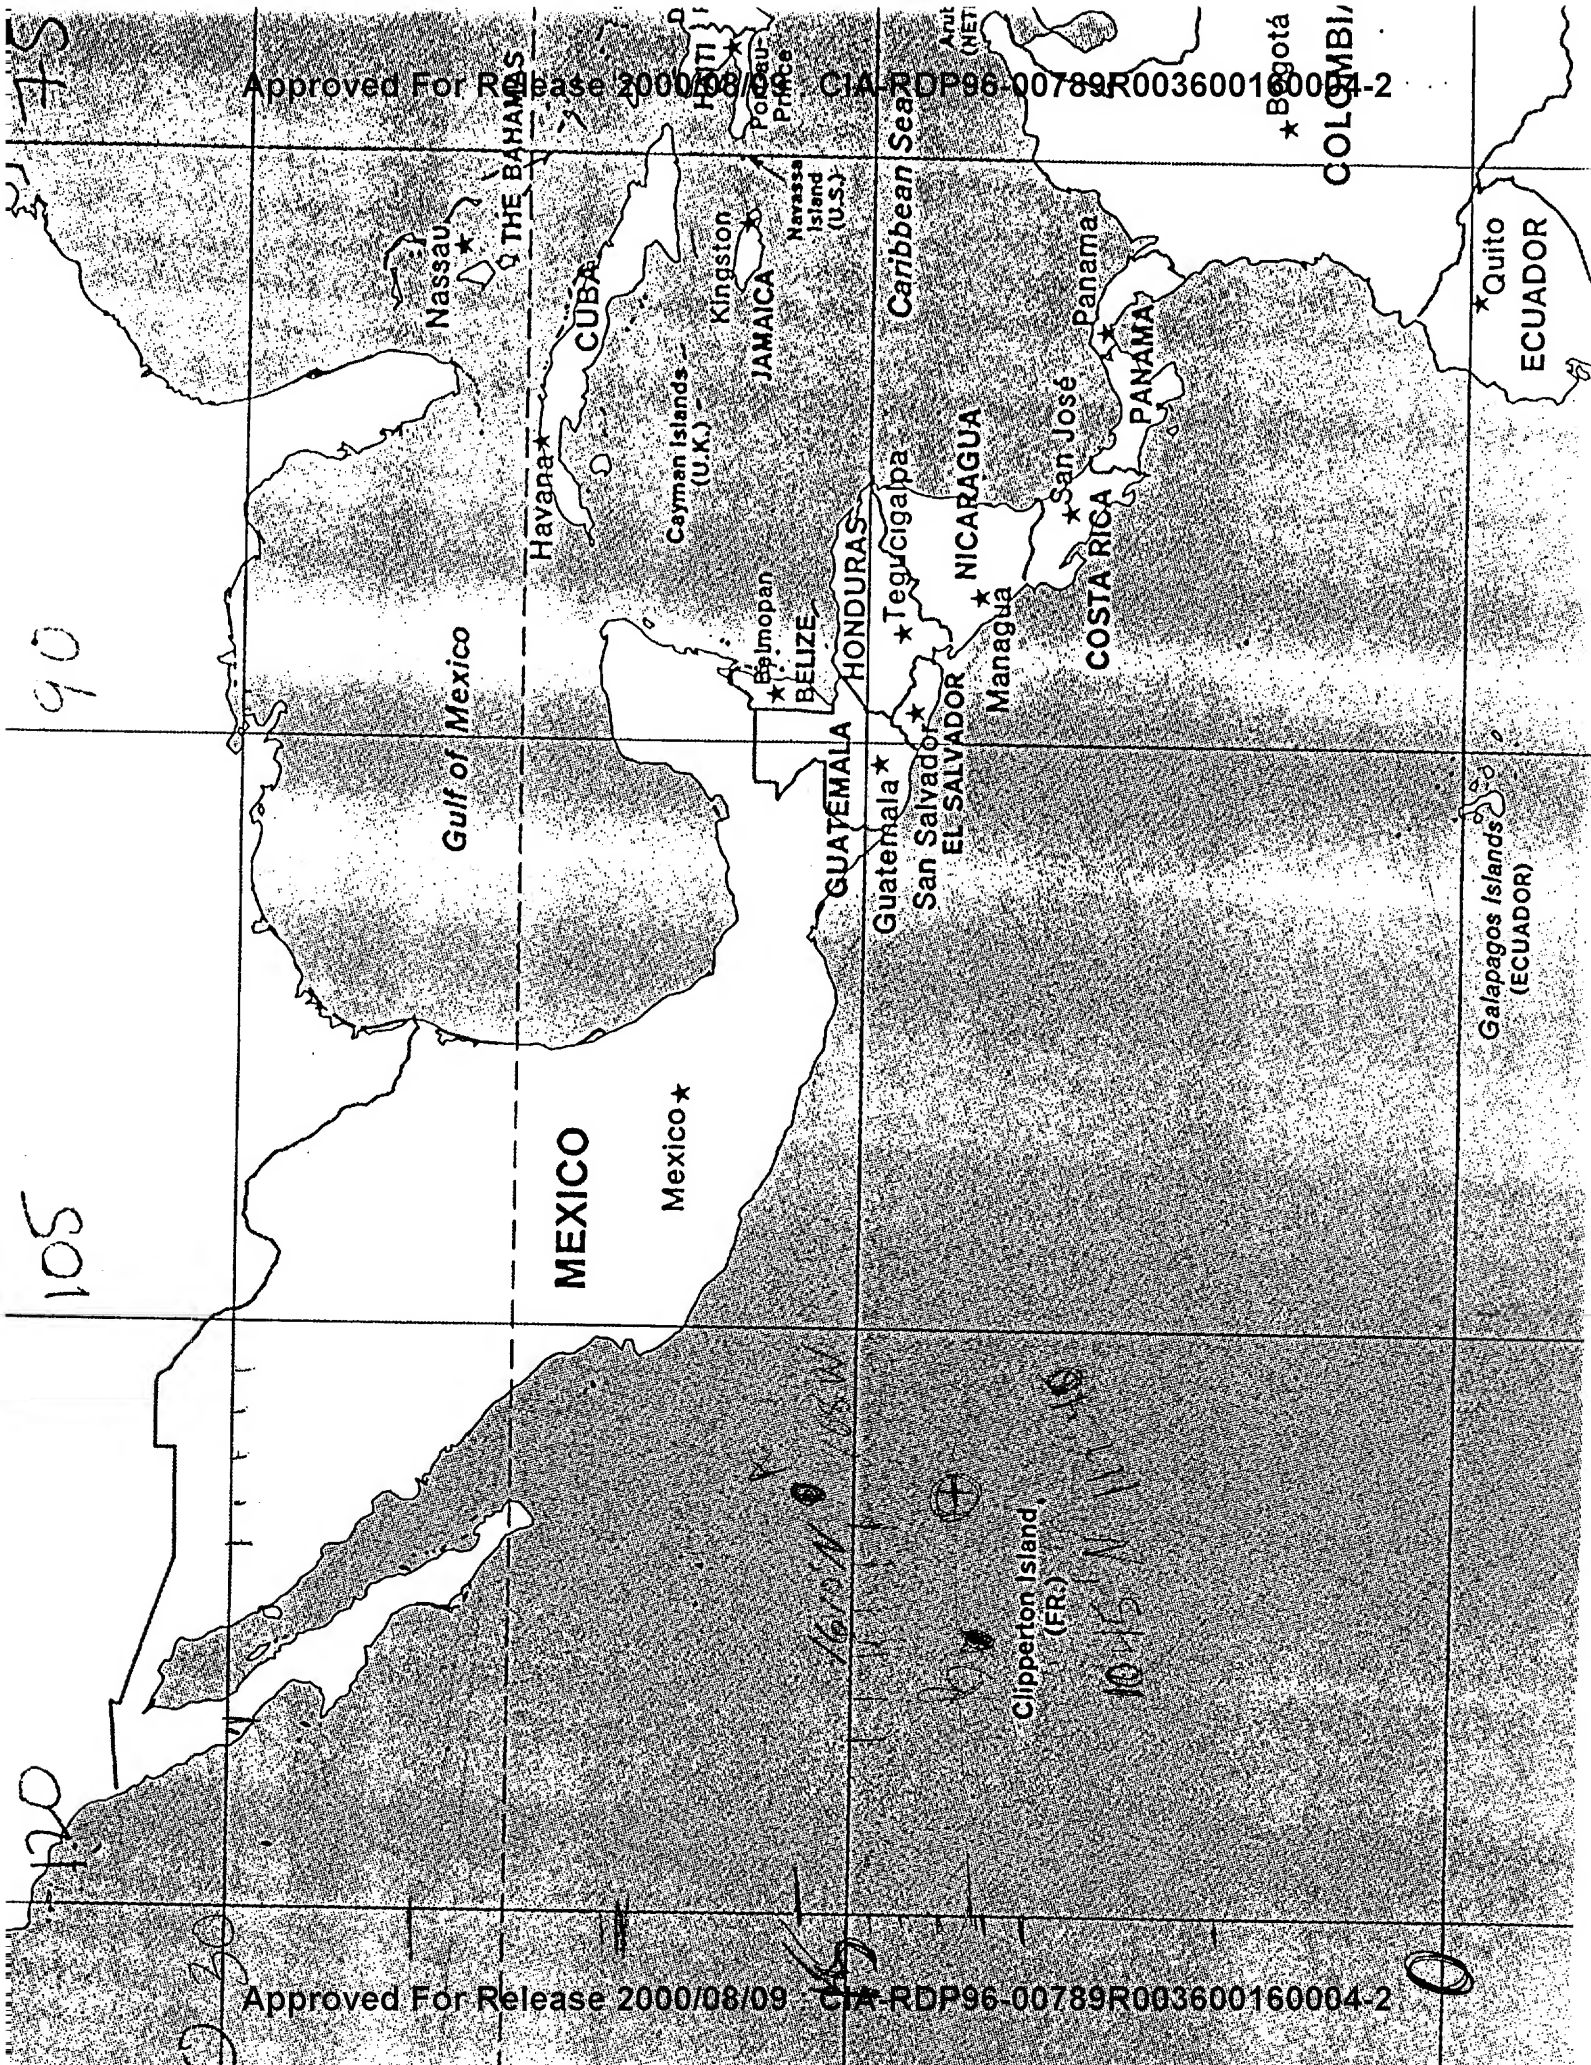 Approved For Release 2000/08/09 : CIA-RDP96-00789R003600160004-2
120
105
90
75
30
MEXICO
Mexico
Gulf of Mexico
Havana
CUBA
Nassau
THE BAHAMAS
HAITI
Port-au-
Prince
Cayman Islands
(U.K.)
Kingston
JAMAICA
Navassa
Island
(U.S.)
Belmopan
BELIZE
Caribbean Sea
GUATEMALA
Guatemala
HONDURAS
Tegucigalpa
San Salvador
EL SALVADOR
NICARAGUA
Managua
San José
COSTA RICA
Panama
PANAMA
Bogotá
COLOMBIA
Quito
ECUADOR
Galapagos Islands
(ECUADOR)
Clipperton Island
(FR.)
15
0
Approved For Release 2000/08/09 : CIA-RDP96-00789R003600160004-2